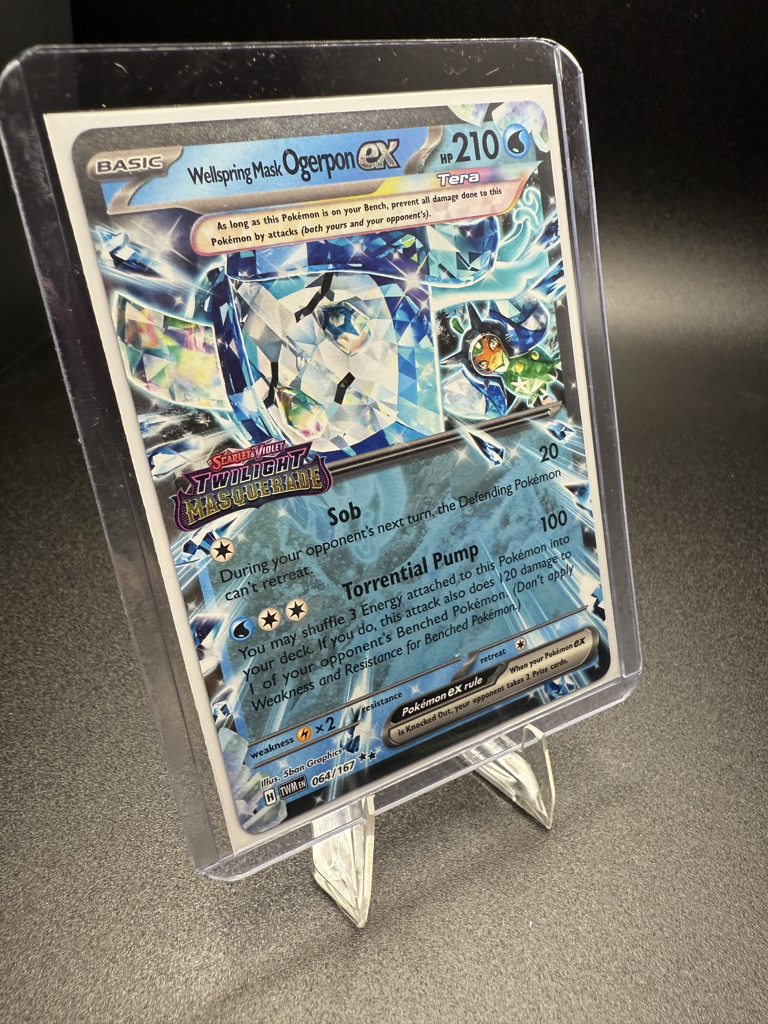 BASIC Wellspring Mask Ogerpon ex HP 210
Tera
As long as this Pokémon is on your Bench, prevent all damage done to this
Pokémon by attacks (both yours and your opponent's).
SCARLET & VIOLET
TWILIGHT
MASQUERADE
Sob 20
During your opponent's next turn, the Defending Pokémon
can't retreat.
Torrential Pump 100
You may shuffle 3 Energy attached to this Pokémon into
your deck. If you do, this attack also does 120 damage to
1 of your opponent's Benched Pokémon. (Don't apply
Weakness and Resistance for Benched Pokémon.)
weakness ×2 resistance retreat
Pokémon ex rule When your Pokémon ex
is Knocked Out, your opponent takes 2 Prize cards.
Illus. 5ban Graphics
H TWM EN 064/167 ★★